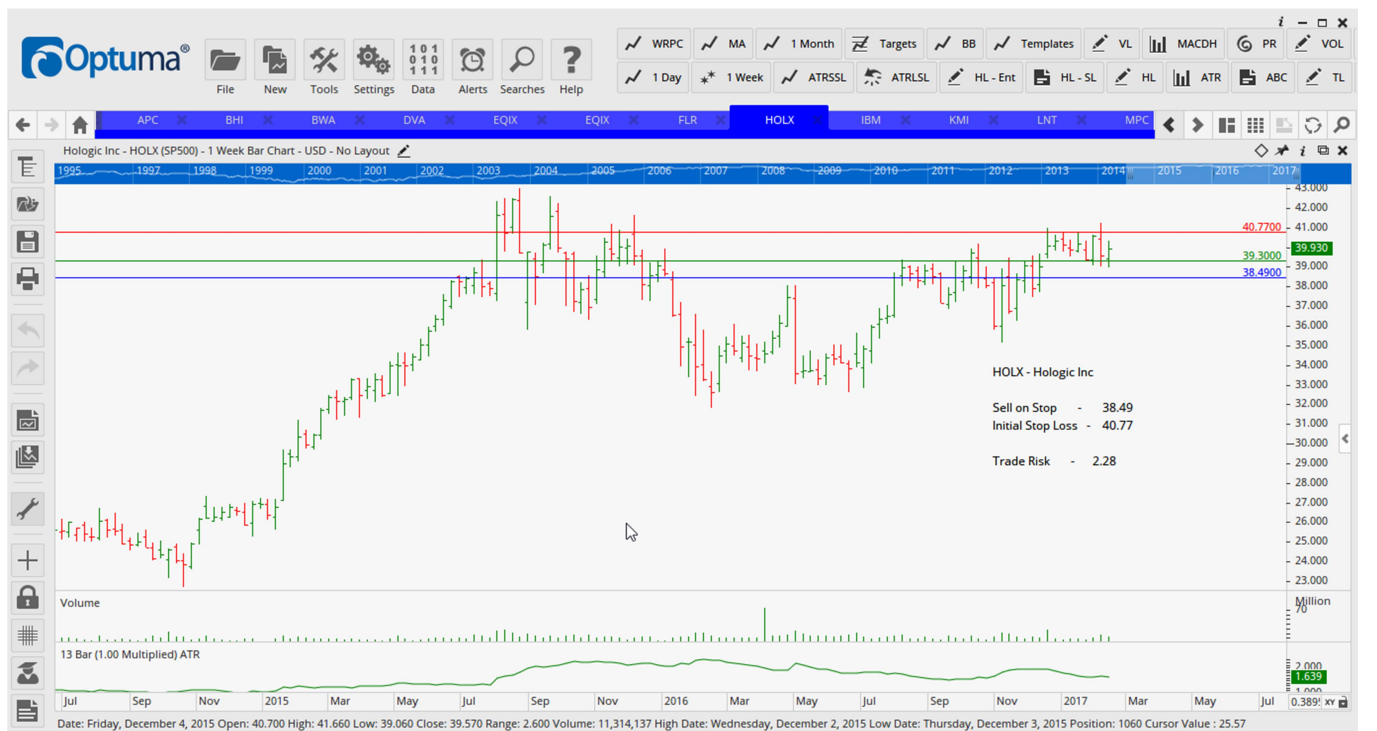 i
Optuma®
File New Tools Settings Data Alerts Searches Help
101
010
111
WRPC MA 1 Month Targets BB Templates VL MACDH PR VOL
1 Day 1 Week ATRSSL ATRLSL HL - Ent HL - SL HL ATR ABC TL
APC BHI BWA DVA EQIX EQIX FLR HOLX IBM KMI LNT MPC
Hologic Inc - HOLX (SP500) - 1 Week Bar Chart - USD - No Layout
1995 1997 1998 1999 2000 2001 2002 2003 2004 2005 2006 2007 2008 2009 2010 2011 2012 2013 2014 2015 2016 2017
43.000
42.000
41.000
40.7700
39.930
39.3000
39.000
38.4900
38.000
37.000
36.000
35.000
34.000
33.000
32.000
31.000
30.000
29.000
28.000
27.000
26.000
25.000
24.000
23.000
HOLX - Hologic Inc
Sell on Stop - 38.49
Initial Stop Loss - 40.77
Trade Risk - 2.28
Volume
Million
70
13 Bar (1.00 Multiplied) ATR
2.000
1.639
1.000
Jul Sep Nov 2015 Mar May Jul Sep Nov 2016 Mar May Jul Sep Nov 2017 Mar May Jul
XY
Date: Friday, December 4, 2015 Open: 40.700 High: 41.660 Low: 39.060 Close: 39.570 Range: 2.600 Volume: 11,314,137 High Date: Wednesday, December 2, 2015 Low Date: Thursday, December 3, 2015 Position: 1060 Cursor Value : 25.57